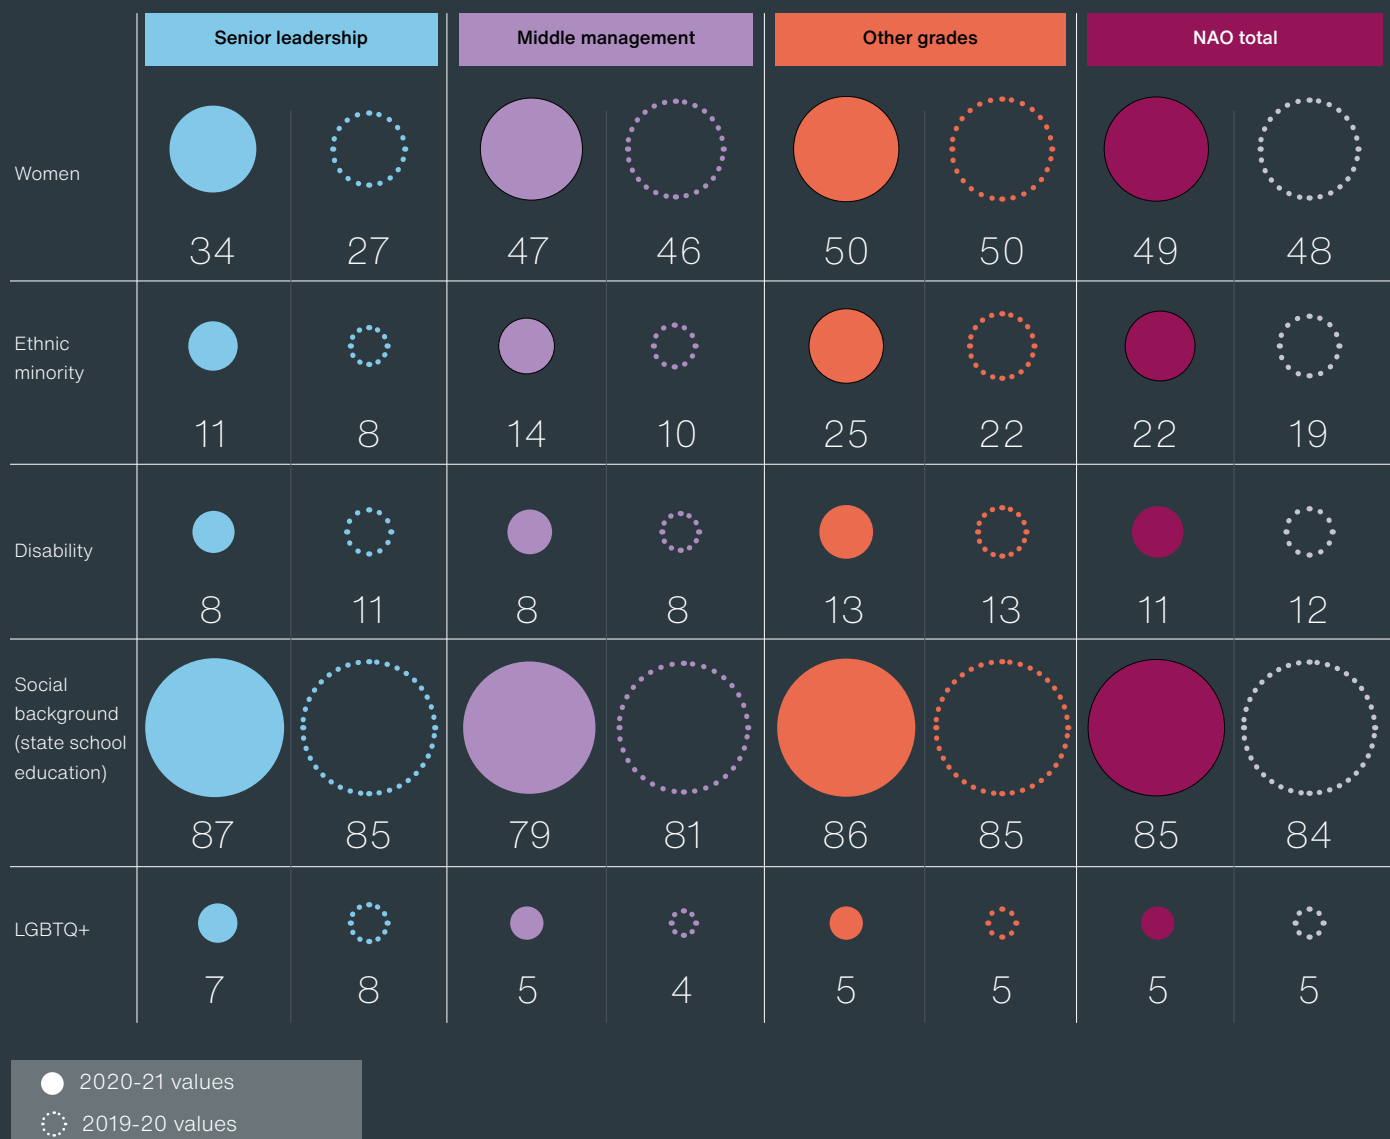 Senior leadership Middle management Other grades NAO total
Women
34 27 47 46 50 50 49 48
Ethnic
minority
11 8 14 10 25 22 22 19
Disability
8 11 8 8 13 13 11 12
Social
background
(state school
education)
87 85 79 81 86 85 85 84
LGBTQ+
7 8 5 4 5 5 5 5
2020-21 values
2019-20 values